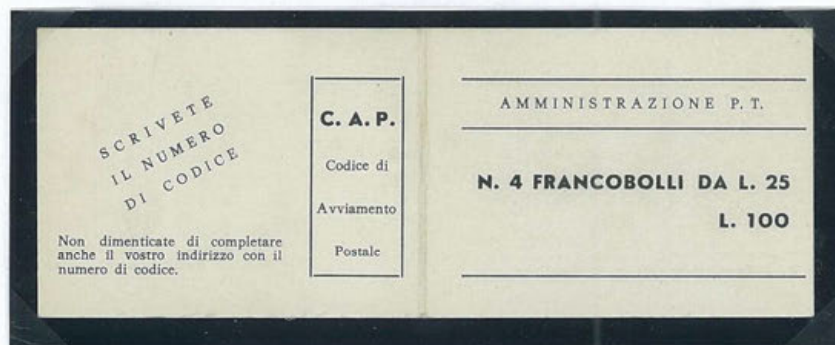 SCRIVETE
IL NUMERO
DI CODICE
Non dimenticate di completare
anche il vostro indirizzo con il
numero di codice.
C. A. P.
Codice di
Avviamento
Postale
AMMINISTRAZIONE P. T.
N. 4 FRANCOBOLLI DA L. 25
L. 100